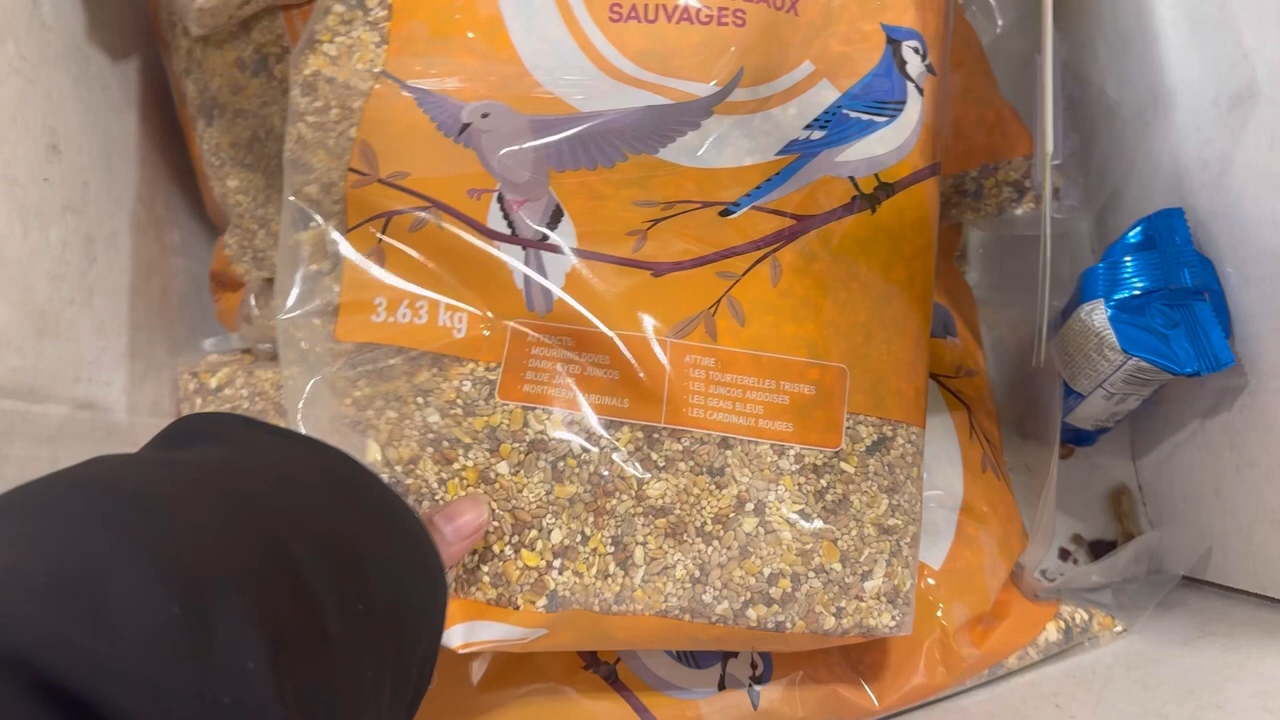 SAUVAGES
3.63 kg
ATTRACTS:
· MOURNING DOVES
· DARK-EYED JUNCOS
· BLUE JAYS
· NORTHERN CARDINALS
ATTIRE :
· LES TOURTERELLES TRISTES
· LES JUNCOS ARDOISÉS
· LES GEAIS BLEUS
· LES CARDINAUX ROUGES